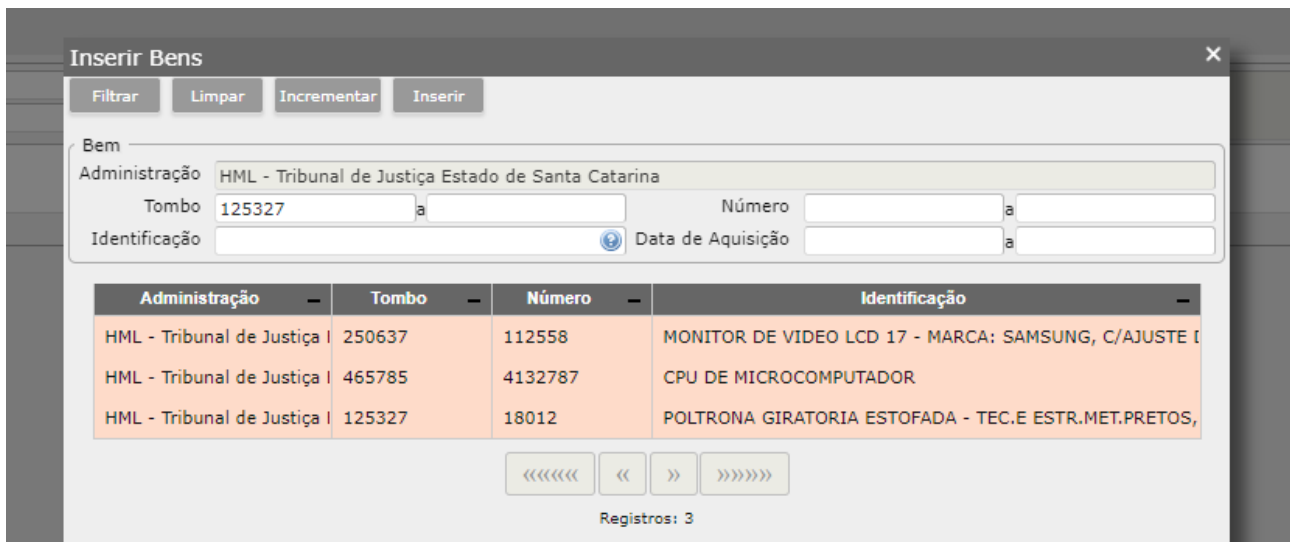 Inserir Bens ×
Filtrar Limpar Incrementar Inserir
Bem
Administração HML - Tribunal de Justiça Estado de Santa Catarina
Tombo 125327 a Número a
Identificação Data de Aquisição a
Administração Tombo Número Identificação
HML - Tribunal de Justiça 250637 112558 MONITOR DE VIDEO LCD 17 - MARCA: SAMSUNG, C/AJUSTE
HML - Tribunal de Justiça 465785 4132787 CPU DE MICROCOMPUTADOR
HML - Tribunal de Justiça 125327 18012 POLTRONA GIRATORIA ESTOFADA - TEC.E ESTR.MET.PRETOS,
«««« « » »»»»
Registros: 3